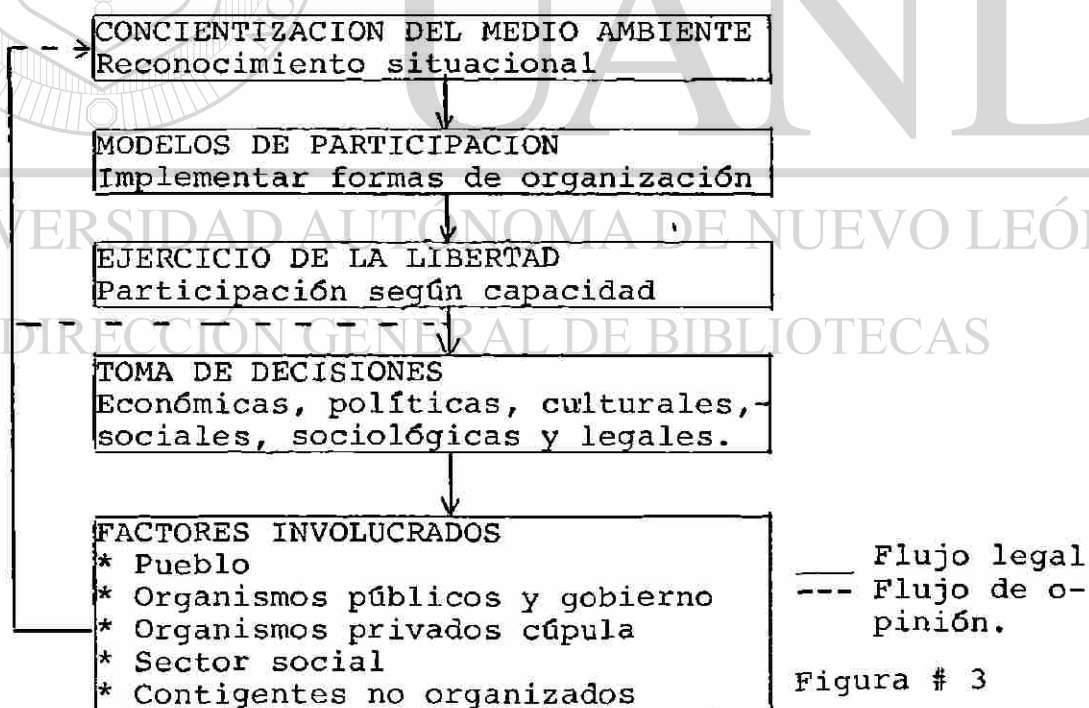 UANL
CONCIENTIZACION DEL MEDIO AMBIENTE
Reconocimiento situacional
MODELOS DE PARTICIPACION
Implementar formas de organización
VERSIDAD AUTÓNOMA DE NUEVO LEÓN
EJERCICIO DE LA LIBERTAD
Participación según capacidad
DIRECCIÓN GENERAL DE BIBLIOTECAS
TOMA DE DECISIONES
Económicas, políticas, culturales,-
sociales, sociológicas y legales.
FACTORES INVOLUCRADOS
* Pueblo
* Organismos públicos y gobierno
* Organismos privados cúpula
* Sector social
* Contigentes no organizados
___ Flujo legal
--- Flujo de o-
pinión.
Figura # 3